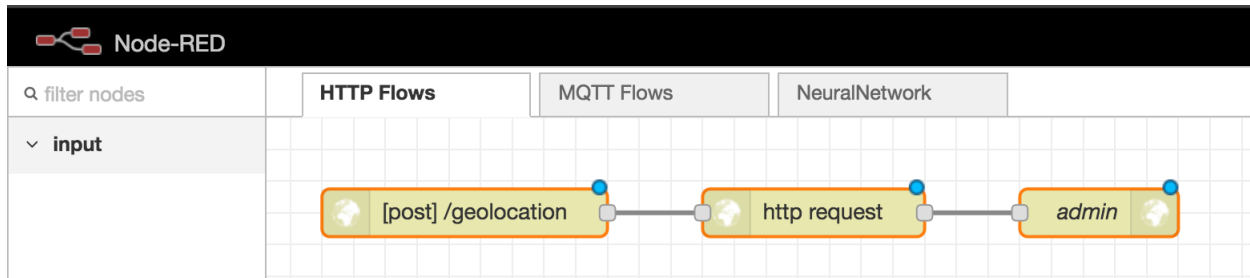 Node-RED
filter nodes
HTTP Flows
MQTT Flows
NeuralNetwork
input
[post] /geolocation
http request
admin